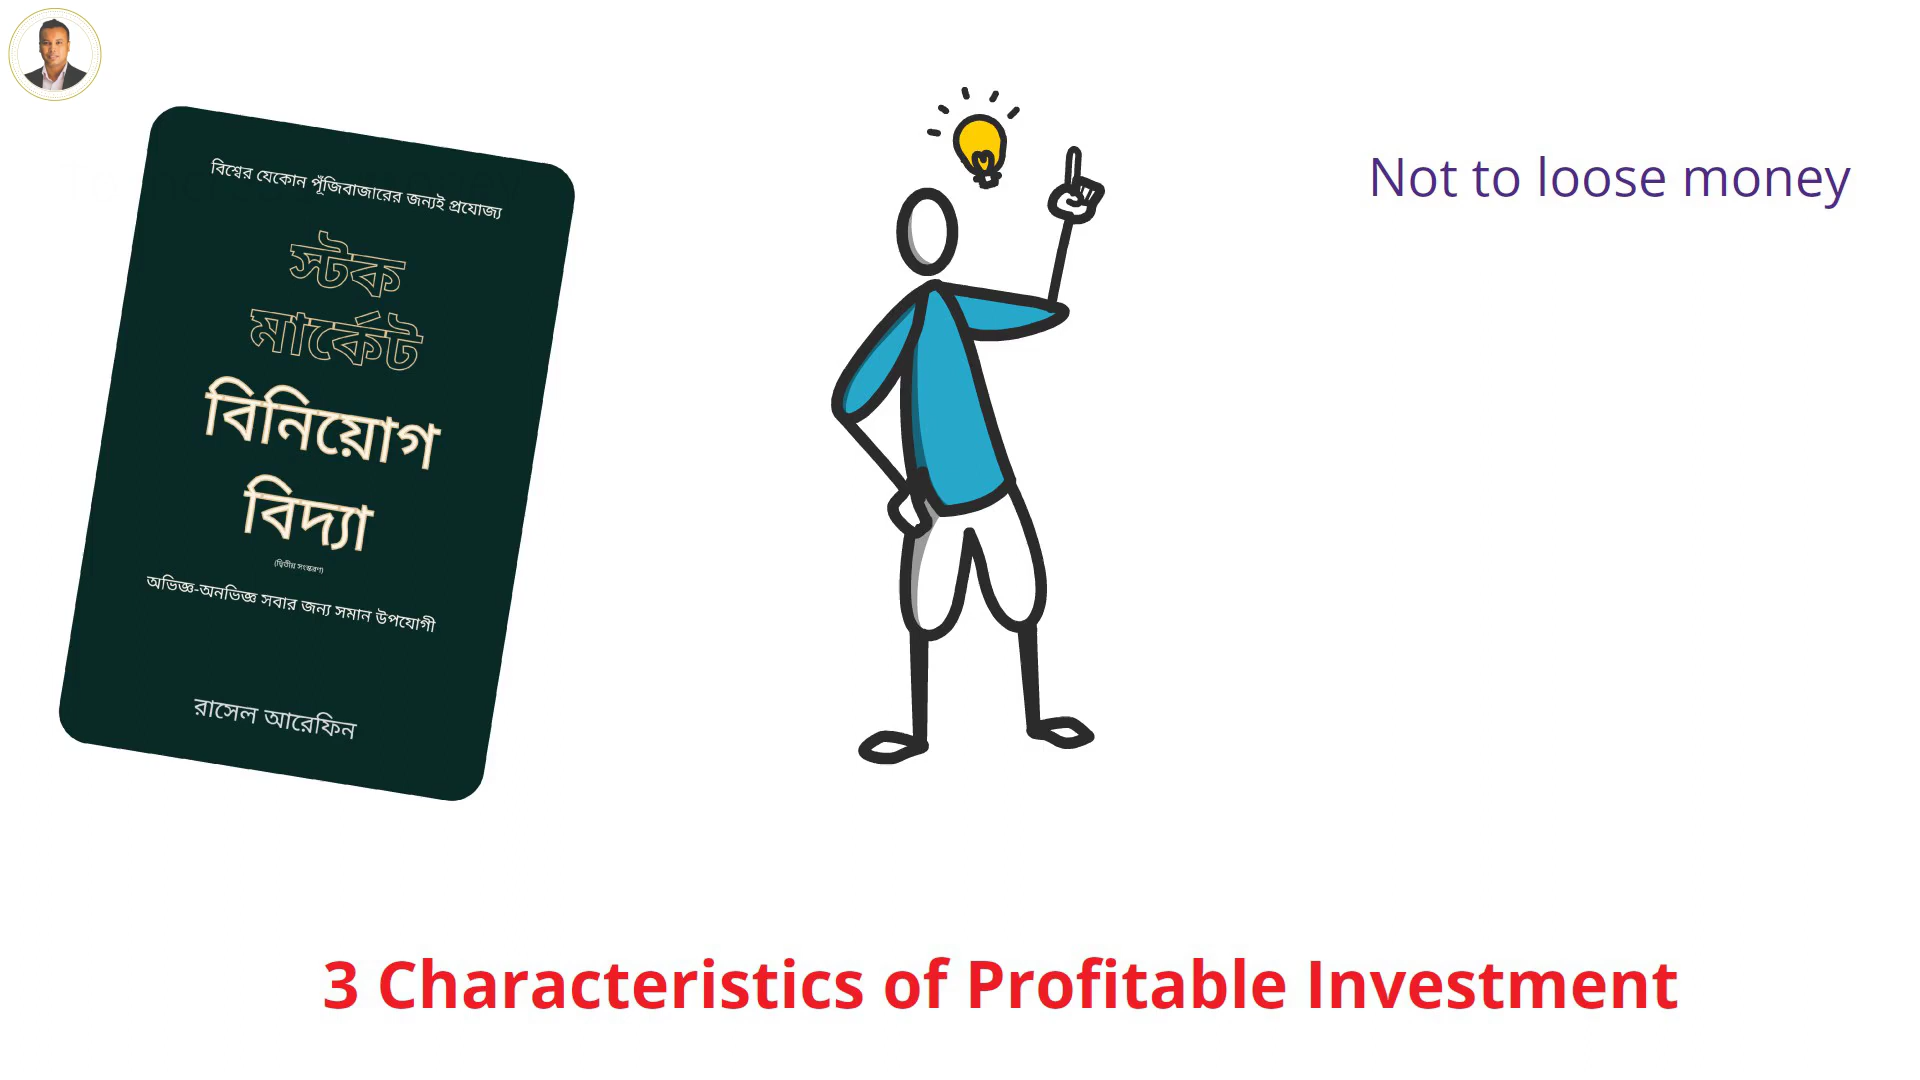 বিশ্বের যেকোন পূঁজিবাজারের জন্যই প্রযোজ্য
স্টক
মার্কেট
বিনিয়োগ
বিদ্যা
(দ্বিতীয় সংস্করণ)
অভিজ্ঞ-অনভিজ্ঞ সবার জন্য সমান উপযোগী
রাসেল আরেফিন
Not to loose money
3 Characteristics of Profitable Investment